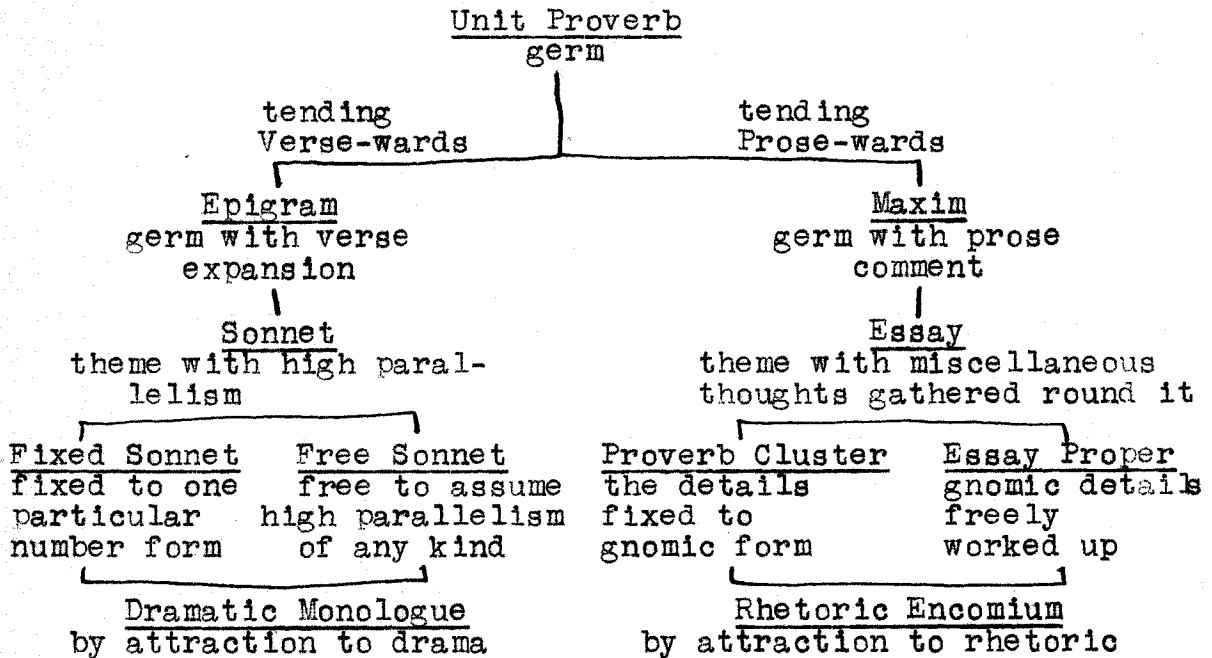 Unit Proverb
germ
tending
Verse-wards
tending
Prose-wards
Epigram
germ with verse
expansion
Maxim
germ with prose
comment
Sonnet
theme with high paral-
lelism
Essay
theme with miscellaneous
thoughts gathered round it
Fixed Sonnet
fixed to one
particular
number form
Free Sonnet
free to assume
high parallelism
of any kind
Proverb Cluster
the details
fixed to
gnomic form
Essay Proper
gnomic details
freely
worked up
Dramatic Monologue
by attraction to drama
Rhetoric Encomium
by attraction to rhetoric